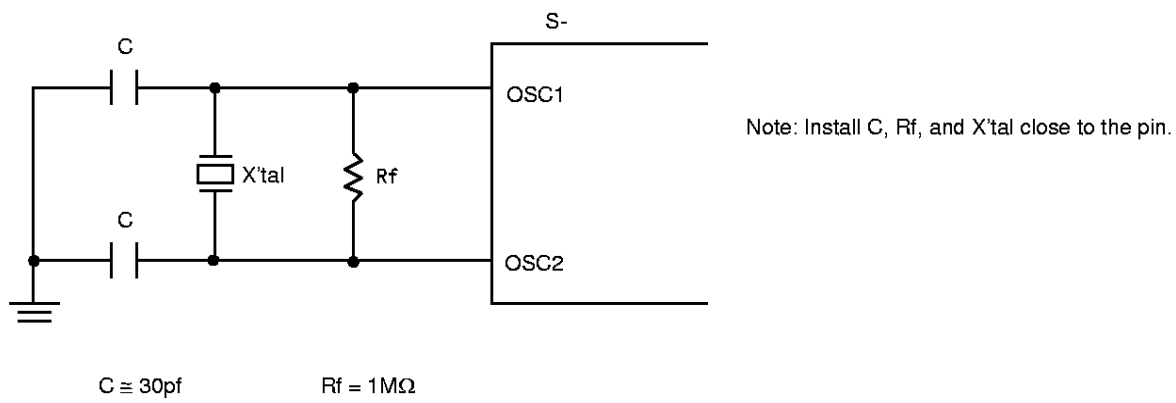 S-
C
OSC1
Note: Install C, Rf, and X'tal close to the pin.
X'tal
Rf
C
OSC2
C ≅ 30pf
Rf = 1MΩ